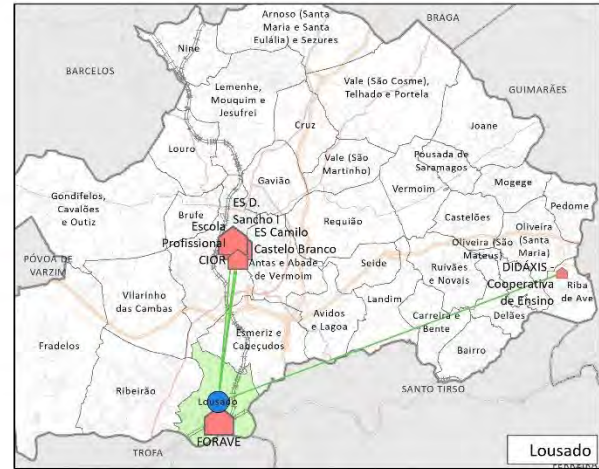 Arnoso (Santa
Maria e Santa
Eulália) e Sezures
BRAGA
Nine
BARCELOS
Lemenhe,
Mouquim e
Jesufrei
Vale (São Cosme),
Telhado e Portela
GUIMARÃES
Cruz
Joane
Louro
Vale (São
Martinho)
Pousada de
Saramagos
Gavião
Vermoim
Mogege
Gondifelos,
Cavalões
e Outiz
Pedome
ES D.
Sancho I
Brufe
Escola
Profissional
CIOR
ES Camilo
Castelo Branco
Antas e Abade
de Vermoim
Requião
Castelões
Oliveira
(Santa
Maria)
Oliveira (São
Mateus)
PÓVOA DE
VARZIM
Seide
Ruivães
e Novais
DIDÁXIS -
Cooperativa
de Ensino
Riba
de Ave
Vilarinho
das Cambas
Landim
Delães
Avidos
e Lagoa
Carreira e
Bente
Esmeriz e
Cabeçudos
Fradelos
Bairro
Ribeirão
Lousado
SANTO TIRSO
FORAVE
TROFA
Lousado